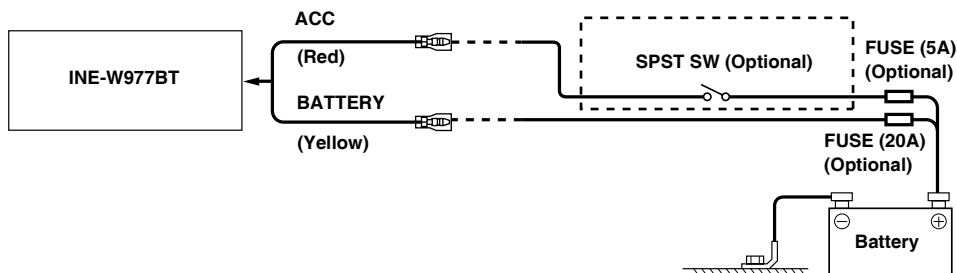 ACC
(Red)
INE-W977BT
BATTERY
(Yellow)
SPST SW (Optional)
FUSE (5A)
(Optional)
FUSE (20A)
(Optional)
Battery